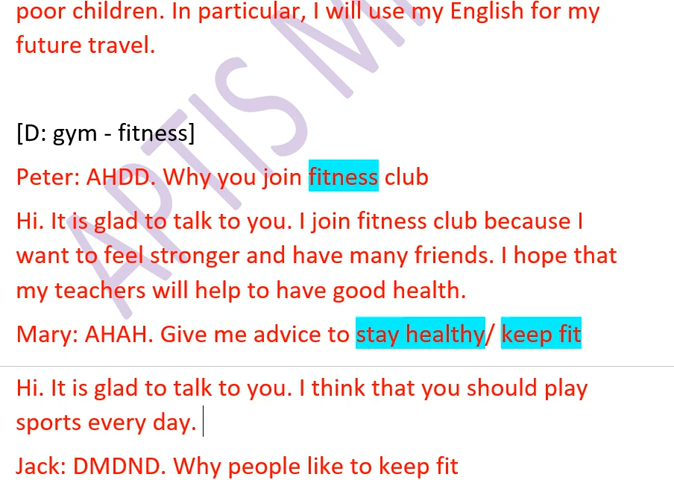 poor children. In particular, I will use my English for my
future travel.
[D: gym - fitness]
Peter: AHDD. Why you join fitness club
Hi. It is glad to talk to you. I join fitness club because I
want to feel stronger and have many friends. I hope that
my teachers will help to have good health.
Mary: AHAH. Give me advice to stay healthy/ keep fit
Hi. It is glad to talk to you. I think that you should play
sports every day.
Jack: DMDND. Why people like to keep fit
APTIS M